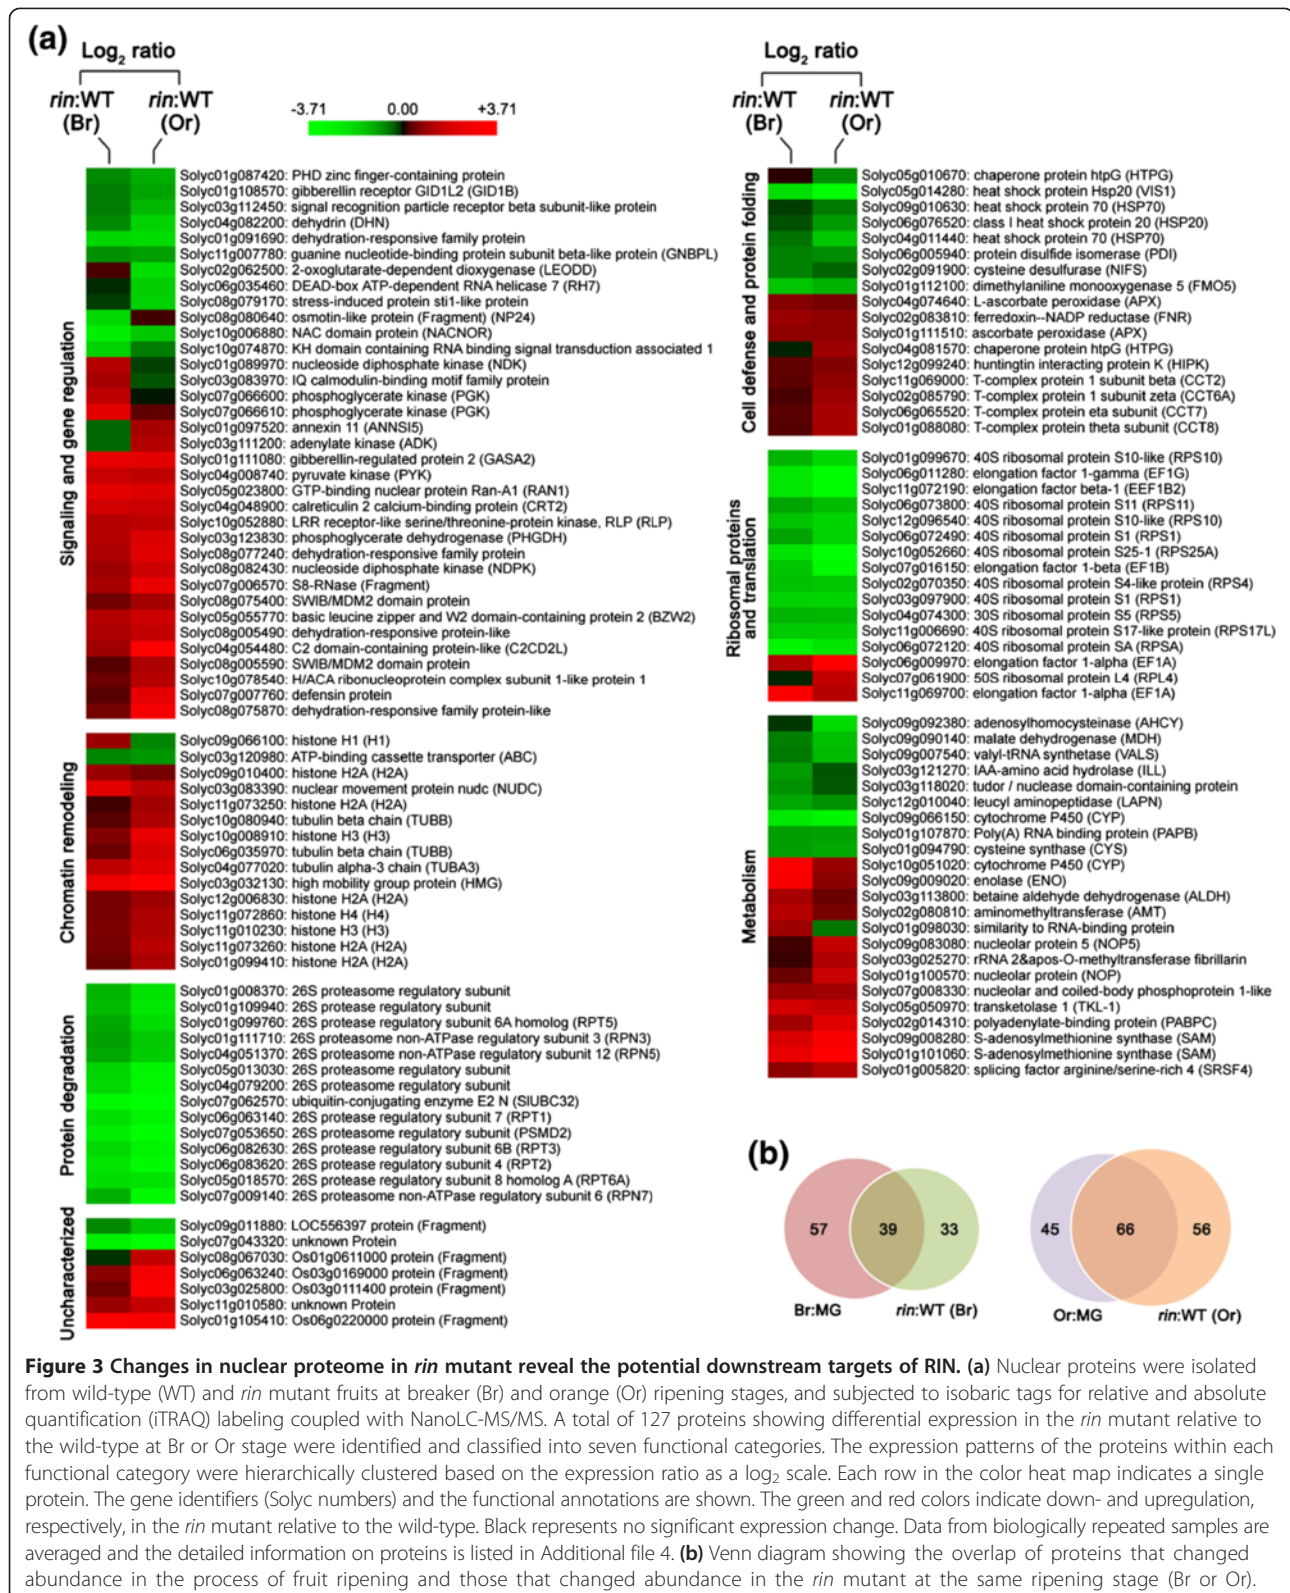 (a)
Log2 ratio
rin:WT (Br)
rin:WT (Or)
-3.71 0.00 +3.71
Signaling and gene regulation
Solyc01g087420: PHD zinc finger-containing protein
Solyc01g108570: gibberellin receptor GID1L2 (GID1B)
Solyc03g112450: signal recognition particle receptor beta subunit-like protein
Solyc04g082200: dehydrin (DHN)
Solyc01g091690: dehydration-responsive family protein
Solyc11g007780: guanine nucleotide-binding protein subunit beta-like protein (GNBPL)
Solyc02g062500: 2-oxoglutarate-dependent dioxygenase (LEODD)
Solyc06g035460: DEAD-box ATP-dependent RNA helicase 7 (RH7)
Solyc08g079170: stress-induced protein sti1-like protein
Solyc08g080640: osmotin-like protein (Fragment) (NP24)
Solyc10g006880: NAC domain protein (NACNOR)
Solyc10g074870: KH domain containing RNA binding signal transduction associated 1
Solyc01g089970: nucleoside diphosphate kinase (NDK)
Solyc03g083970: IQ calmodulin-binding motif family protein
Solyc07g066600: phosphoglycerate kinase (PGK)
Solyc07g066610: phosphoglycerate kinase (PGK)
Solyc01g097520: annexin 11 (ANNSI5)
Solyc03g111200: adenylate kinase (ADK)
Solyc01g111080: gibberellin-regulated protein 2 (GASA2)
Solyc04g008740: pyruvate kinase (PYK)
Solyc05g023800: GTP-binding nuclear protein Ran-A1 (RAN1)
Solyc04g048900: calreticulin 2 calcium-binding protein (CRT2)
Solyc10g052880: LRR receptor-like serine/threonine-protein kinase, RLP (RLP)
Solyc03g123830: phosphoglycerate dehydrogenase (PHGDH)
Solyc08g077240: dehydration-responsive family protein
Solyc08g082430: nucleoside diphosphate kinase (NDPK)
Solyc07g006570: S8-RNase (Fragment)
Solyc08g075400: SWIB/MDM2 domain protein
Solyc05g055770: basic leucine zipper and W2 domain-containing protein 2 (BZW2)
Solyc08g005490: dehydration-responsive protein-like
Solyc04g054480: C2 domain-containing protein-like (C2CD2L)
Solyc08g005590: SWIB/MDM2 domain protein
Solyc10g078540: H/ACA ribonucleoprotein complex subunit 1-like protein 1
Solyc07g007760: defensin protein
Solyc08g075870: dehydration-responsive family protein-like
Chromatin remodeling
Solyc09g066100: histone H1 (H1)
Solyc03g120980: ATP-binding cassette transporter (ABC)
Solyc09g010400: histone H2A (H2A)
Solyc03g083390: nuclear movement protein nudc (NUDC)
Solyc11g073250: histone H2A (H2A)
Solyc10g080940: tubulin beta chain (TUBB)
Solyc10g008910: histone H3 (H3)
Solyc06g035970: tubulin beta chain (TUBB)
Solyc04g077020: tubulin alpha-3 chain (TUBA3)
Solyc03g032130: high mobility group protein (HMG)
Solyc12g006830: histone H2A (H2A)
Solyc11g072860: histone H4 (H4)
Solyc11g010230: histone H3 (H3)
Solyc11g073260: histone H2A (H2A)
Solyc01g099410: histone H2A (H2A)
Protein degradation
Solyc01g008370: 26S proteasome regulatory subunit
Solyc01g109940: 26S protease regulatory subunit
Solyc01g099760: 26S protease regulatory subunit 6A homolog (RPT5)
Solyc01g111710: 26S proteasome non-ATPase regulatory subunit 3 (RPN3)
Solyc04g051370: 26S proteasome non-ATPase regulatory subunit 12 (RPN5)
Solyc05g013030: 26S proteasome regulatory subunit
Solyc04g079200: 26S proteasome regulatory subunit
Solyc07g062570: ubiquitin-conjugating enzyme E2 N (SlUBC32)
Solyc06g063140: 26S protease regulatory subunit 7 (RPT1)
Solyc07g053650: 26S proteasome regulatory subunit (PSMD2)
Solyc06g082630: 26S protease regulatory subunit 6B (RPT3)
Solyc06g083620: 26S protease regulatory subunit 4 (RPT2)
Solyc05g018570: 26S protease regulatory subunit 8 homolog A (RPT6A)
Solyc07g009140: 26S proteasome non-ATPase regulatory subunit 6 (RPN7)
Uncharacterized
Solyc09g011880: LOC556397 protein (Fragment)
Solyc07g043320: unknown Protein
Solyc08g067030: Os01g0611000 protein (Fragment)
Solyc06g063240: Os03g0169000 protein (Fragment)
Solyc03g025800: Os03g0111400 protein (Fragment)
Solyc11g010580: unknown Protein
Solyc01g105410: Os06g0220000 protein (Fragment)
Log2 ratio
rin:WT (Br)
rin:WT (Or)
Cell defense and protein folding
Solyc05g010670: chaperone protein htpG (HTPG)
Solyc05g014280: heat shock protein Hsp20 (VIS1)
Solyc09g010630: heat shock protein 70 (HSP70)
Solyc06g076520: class I heat shock protein 20 (HSP20)
Solyc04g011440: heat shock protein 70 (HSP70)
Solyc06g005940: protein disulfide isomerase (PDI)
Solyc02g091900: cysteine desulfurase (NIFS)
Solyc01g112100: dimethylaniline monooxygenase 5 (FMO5)
Solyc04g074640: L-ascorbate peroxidase (APX)
Solyc02g083810: ferredoxin--NADP reductase (FNR)
Solyc01g111510: ascorbate peroxidase (APX)
Solyc04g081570: chaperone protein htpG (HTPG)
Solyc12g099240: huntingtin interacting protein K (HIPK)
Solyc11g069000: T-complex protein 1 subunit beta (CCT2)
Solyc02g085790: T-complex protein 1 subunit zeta (CCT6A)
Solyc06g065520: T-complex protein eta subunit (CCT7)
Solyc01g088080: T-complex protein theta subunit (CCT8)
Ribosomal proteins and translation
Solyc01g099670: 40S ribosomal protein S10-like (RPS10)
Solyc06g011280: elongation factor 1-gamma (EF1G)
Solyc11g072190: elongation factor beta-1 (EEF1B2)
Solyc06g073800: 40S ribosomal protein S11 (RPS11)
Solyc12g096540: 40S ribosomal protein S10-like (RPS10)
Solyc06g072490: 40S ribosomal protein S1 (RPS1)
Solyc10g052660: 40S ribosomal protein S25-1 (RPS25A)
Solyc07g016150: elongation factor 1-beta (EF1B)
Solyc02g070350: 40S ribosomal protein S4-like protein (RPS4)
Solyc03g097900: 40S ribosomal protein S1 (RPS1)
Solyc04g074300: 30S ribosomal protein S5 (RPS5)
Solyc11g006690: 40S ribosomal protein S17-like protein (RPS17L)
Solyc06g072120: 40S ribosomal protein SA (RPSA)
Solyc06g009970: elongation factor 1-alpha (EF1A)
Solyc07g061900: 50S ribosomal protein L4 (RPL4)
Solyc11g069700: elongation factor 1-alpha (EF1A)
Metabolism
Solyc09g092380: adenosylhomocysteinase (AHCY)
Solyc09g090140: malate dehydrogenase (MDH)
Solyc09g007540: valyl-tRNA synthetase (VALS)
Solyc03g121270: IAA-amino acid hydrolase (ILL)
Solyc03g118020: tudor / nuclease domain-containing protein
Solyc12g010040: leucyl aminopeptidase (LAPN)
Solyc09g066150: cytochrome P450 (CYP)
Solyc01g107870: Poly(A) RNA binding protein (PAPB)
Solyc01g094790: cysteine synthase (CYS)
Solyc10g051020: cytochrome P450 (CYP)
Solyc09g009020: enolase (ENO)
Solyc03g113800: betaine aldehyde dehydrogenase (ALDH)
Solyc02g080810: aminomethyltransferase (AMT)
Solyc01g098030: similarity to RNA-binding protein
Solyc09g083080: nucleolar protein 5 (NOP5)
Solyc03g025270: rRNA 2&apos-O-methyltransferase fibrillarin
Solyc01g100570: nucleolar protein (NOP)
Solyc07g008330: nucleolar and coiled-body phosphoprotein 1-like
Solyc05g050970: transketolase 1 (TKL-1)
Solyc02g014310: polyadenylate-binding protein (PABPC)
Solyc09g008280: S-adenosylmethionine synthase (SAM)
Solyc01g101060: S-adenosylmethionine synthase (SAM)
Solyc01g005820: splicing factor arginine/serine-rich 4 (SRSF4)
(b)
57 39 33
Br:MG rin:WT (Br)
45 66 56
Or:MG rin:WT (Or)
Figure 3 Changes in nuclear proteome in rin mutant reveal the potential downstream targets of RIN. (a) Nuclear proteins were isolated
from wild-type (WT) and rin mutant fruits at breaker (Br) and orange (Or) ripening stages, and subjected to isobaric tags for relative and absolute
quantification (iTRAQ) labeling coupled with NanoLC-MS/MS. A total of 127 proteins showing differential expression in the rin mutant relative to
the wild-type at Br or Or stage were identified and classified into seven functional categories. The expression patterns of the proteins within each
functional category were hierarchically clustered based on the expression ratio as a log2 scale. Each row in the color heat map indicates a single
protein. The gene identifiers (Solyc numbers) and the functional annotations are shown. The green and red colors indicate down- and upregulation,
respectively, in the rin mutant relative to the wild-type. Black represents no significant expression change. Data from biologically repeated samples are
averaged and the detailed information on proteins is listed in Additional file 4. (b) Venn diagram showing the overlap of proteins that changed
abundance in the process of fruit ripening and those that changed abundance in the rin mutant at the same ripening stage (Br or Or).